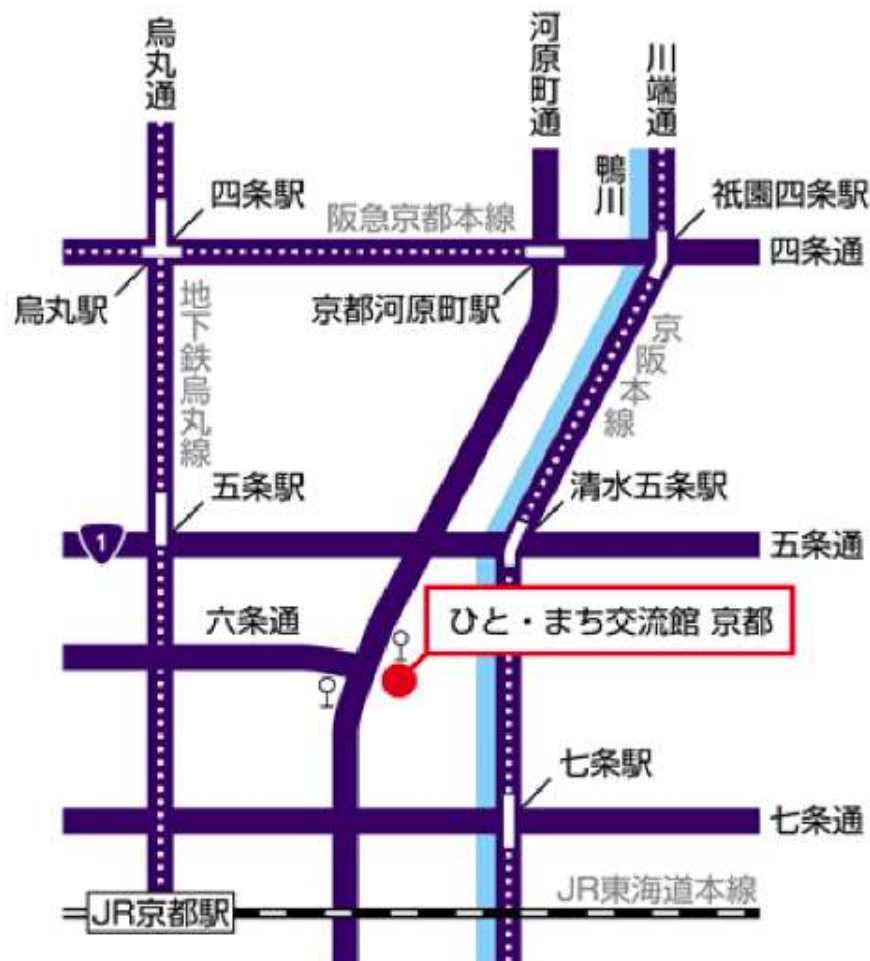 烏丸通
河原町通
川端通
鴨川
四条駅
阪急京都本線
祇園四条駅
四条通
烏丸駅
地下鉄烏丸線
京都河原町駅
京阪本線
五条駅
清水五条駅
1
五条通
六条通
ひと・まち交流館 京都
七条駅
七条通
JR東海道本線
JR京都駅